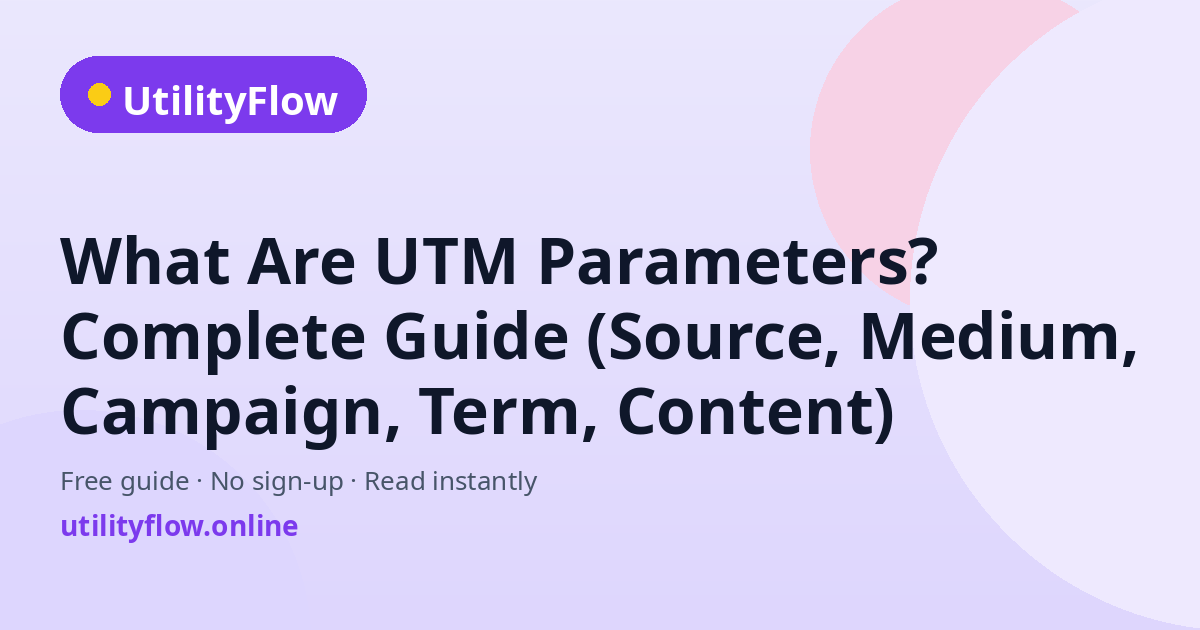 UtilityFlow
What Are UTM Parameters?
Complete Guide (Source, Medium,
Campaign, Term, Content)
Free guide · No sign-up · Read instantly
utilityflow.online